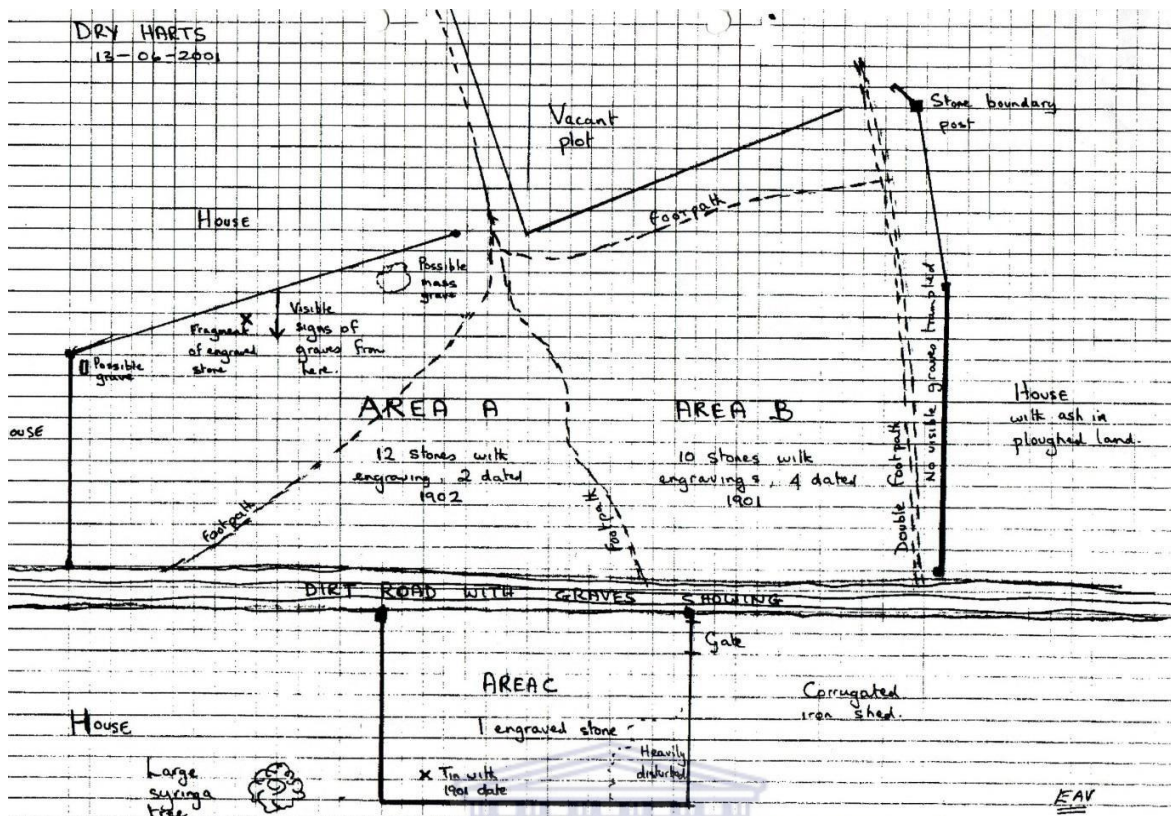 DRY HARTS
13-06-2001
Vacant
plot
Stone boundary
post
HOUSE
Footpath
Possible
mass
grave
Visible
signs of
graves from
here.
Fragment
of engraved
stone
Possible
grave
OUSE
AREA A
12 stones with
engraving, 2 dated
1902
AREA B
10 stones with
engravings, 4 dated
1901
No visible graves trampled
Double footpath
House
with ash in
ploughed land.
Footpath
Footpath
DIRT ROAD WITH GRAVES SHOWING
Gate
AREA C
1 engraved stone
Heavily
disturbed
X Tin with
1901 date
Corrugated
iron shed.
HOUSE
Large
syringa
tree
EAV